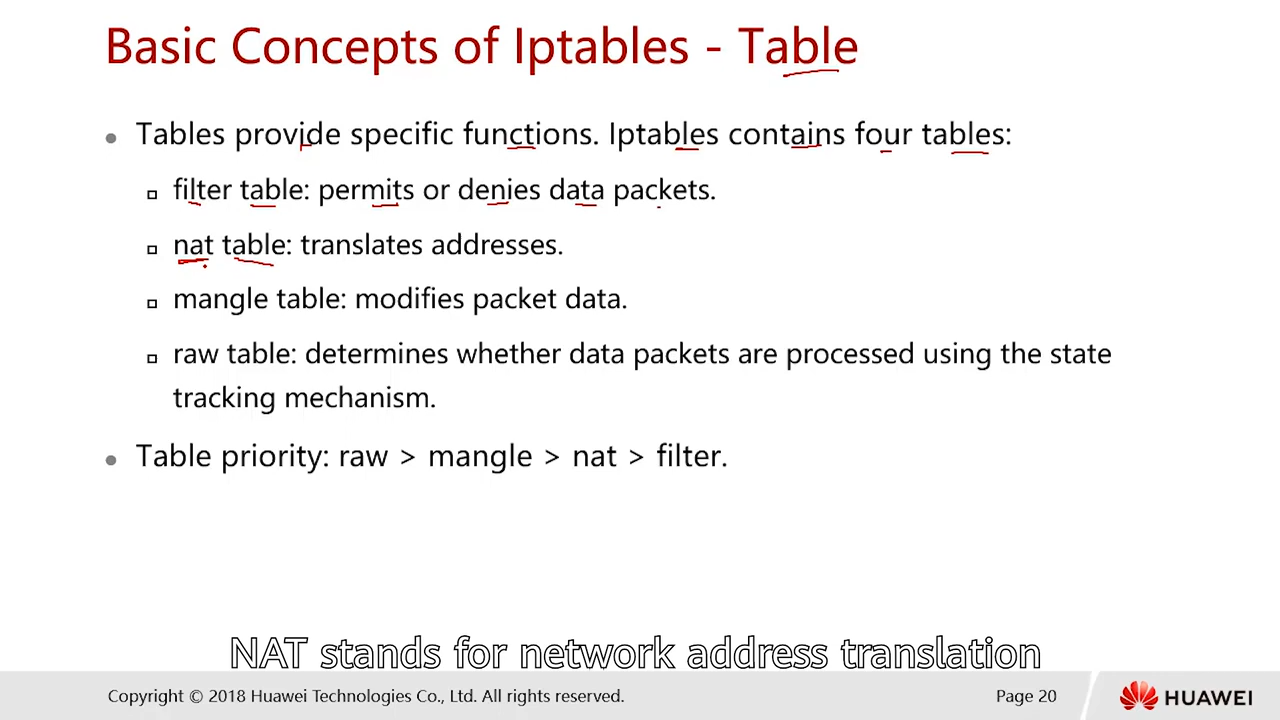 Basic Concepts of Iptables - Table
Tables provide specific functions. Iptables contains four tables:
filter table: permits or denies data packets.
nat table: translates addresses.
mangle table: modifies packet data.
raw table: determines whether data packets are processed using the state
tracking mechanism.
Table priority: raw > mangle > nat > filter.
NAT stands for network address translation
Copyright © 2018 Huawei Technologies Co., Ltd. All rights reserved.
Page 20
HUAWEI